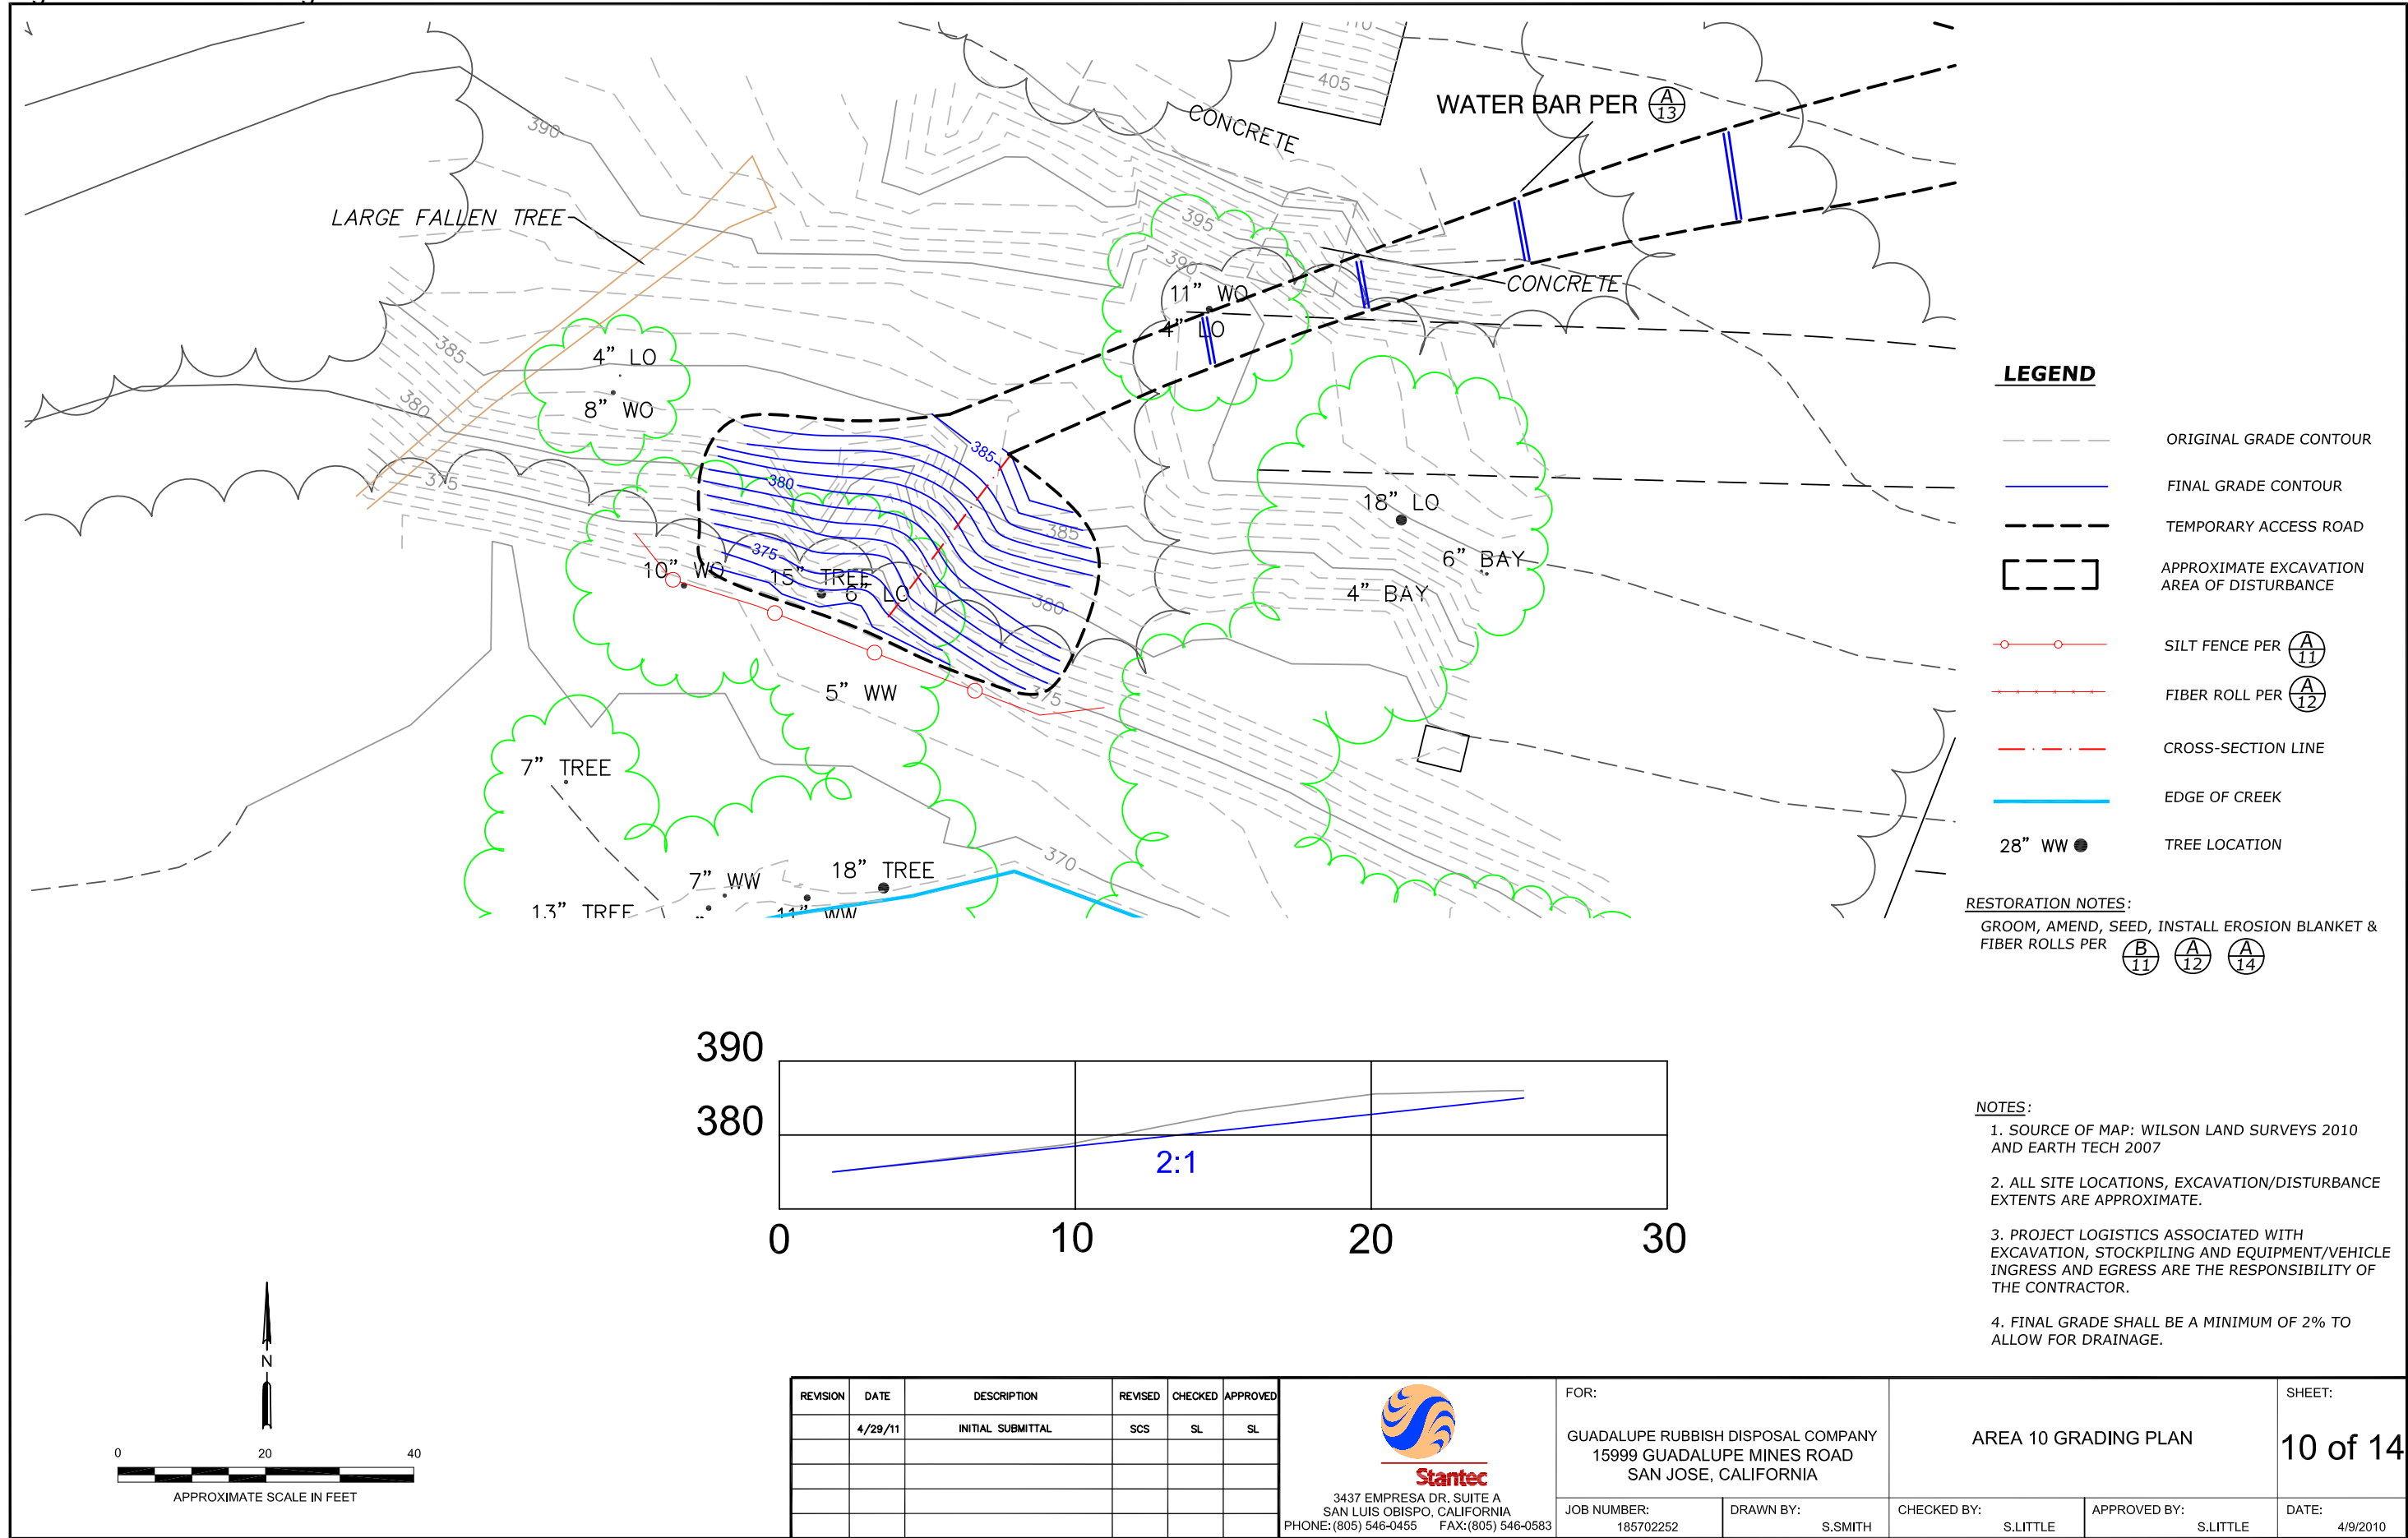 405
WATER BAR PER A
13
CONCRETE
390
LARGE FALLEN TREE
395
390
11” WO
4” LO
CONCRETE
385
4” LO
8” WO
380
375
385
380
375
385
380
375
10” WO
15” TREE
6” LO
5” WW
18” LO
6” BAY
4” BAY
7” TREE
370
18” TREE
7” WW
13” TREE
11” WW
LEGEND
ORIGINAL GRADE CONTOUR
FINAL GRADE CONTOUR
TEMPORARY ACCESS ROAD
APPROXIMATE EXCAVATION
AREA OF DISTURBANCE
SILT FENCE PER A
11
FIBER ROLL PER A
12
CROSS-SECTION LINE
EDGE OF CREEK
28” WW
TREE LOCATION
RESTORATION NOTES:
GROOM, AMEND, SEED, INSTALL EROSION BLANKET &
FIBER ROLLS PER B A A
11 12 14
390
380
2:1
0 10 20 30
NOTES:
1. SOURCE OF MAP: WILSON LAND SURVEYS 2010
AND EARTH TECH 2007
2. ALL SITE LOCATIONS, EXCAVATION/DISTURBANCE
EXTENTS ARE APPROXIMATE.
3. PROJECT LOGISTICS ASSOCIATED WITH
EXCAVATION, STOCKPILING AND EQUIPMENT/VEHICLE
INGRESS AND EGRESS ARE THE RESPONSIBILITY OF
THE CONTRACTOR.
4. FINAL GRADE SHALL BE A MINIMUM OF 2% TO
ALLOW FOR DRAINAGE.
N
0 20 40
APPROXIMATE SCALE IN FEET
REVISION DATE DESCRIPTION REVISED CHECKED APPROVED
4/29/11 INITIAL SUBMITTAL SCS SL SL
Stantec
3437 EMPRESA DR. SUITE A
SAN LUIS OBISPO, CALIFORNIA
PHONE:(805) 546-0455 FAX:(805) 546-0583
FOR:
GUADALUPE RUBBISH DISPOSAL COMPANY
15999 GUADALUPE MINES ROAD
SAN JOSE, CALIFORNIA
AREA 10 GRADING PLAN
SHEET:
10 of 14
JOB NUMBER:
185702252
DRAWN BY:
S.SMITH
CHECKED BY:
S.LITTLE
APPROVED BY:
S.LITTLE
DATE:
4/9/2010